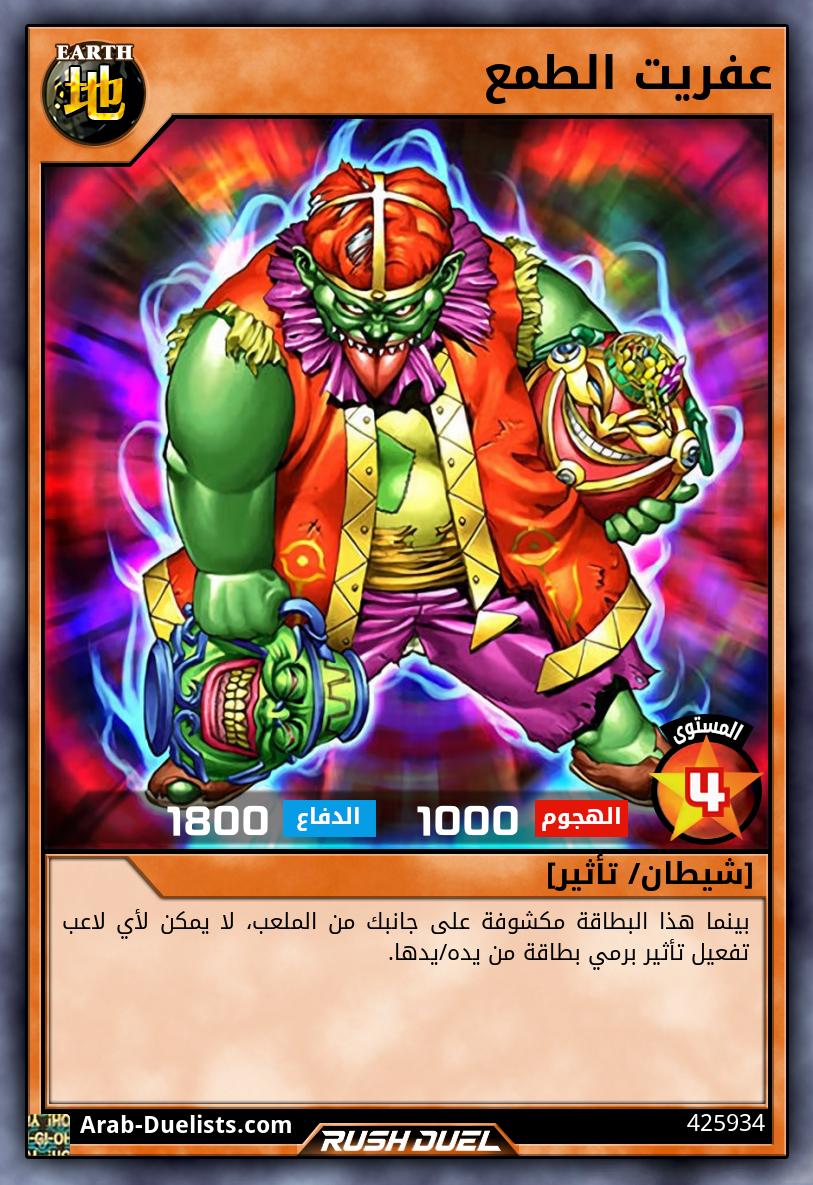 عفريت الطمع
EARTH
地
المستوى
4
الهجوم 1000 الدفاع 1800
[شيطان/ تأثير]
بينما هذا البطاقة مكشوفة على جانبك من الملعب، لا يمكن لأي لاعب
تفعيل تأثير برمي بطاقة من يده/يدها.
Arab-Duelists.com
RUSH DUEL
425934